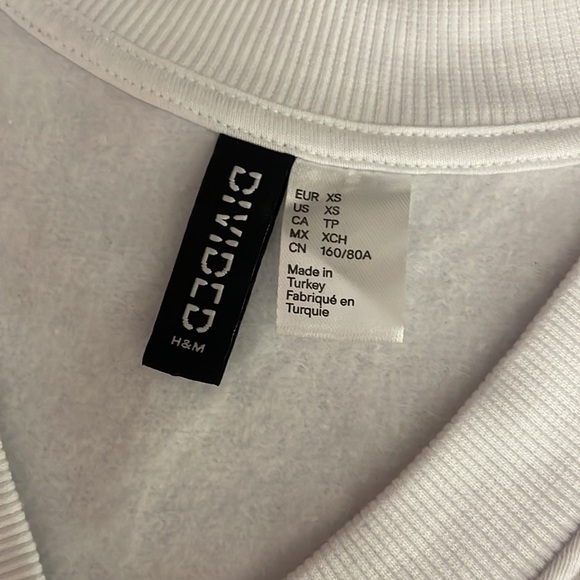 DIVIDED
H&M
EUR XS
US XS
CA TP
MX XCH
CN 160/80A
Made in
Turkey
Fabriqué en
Turquie